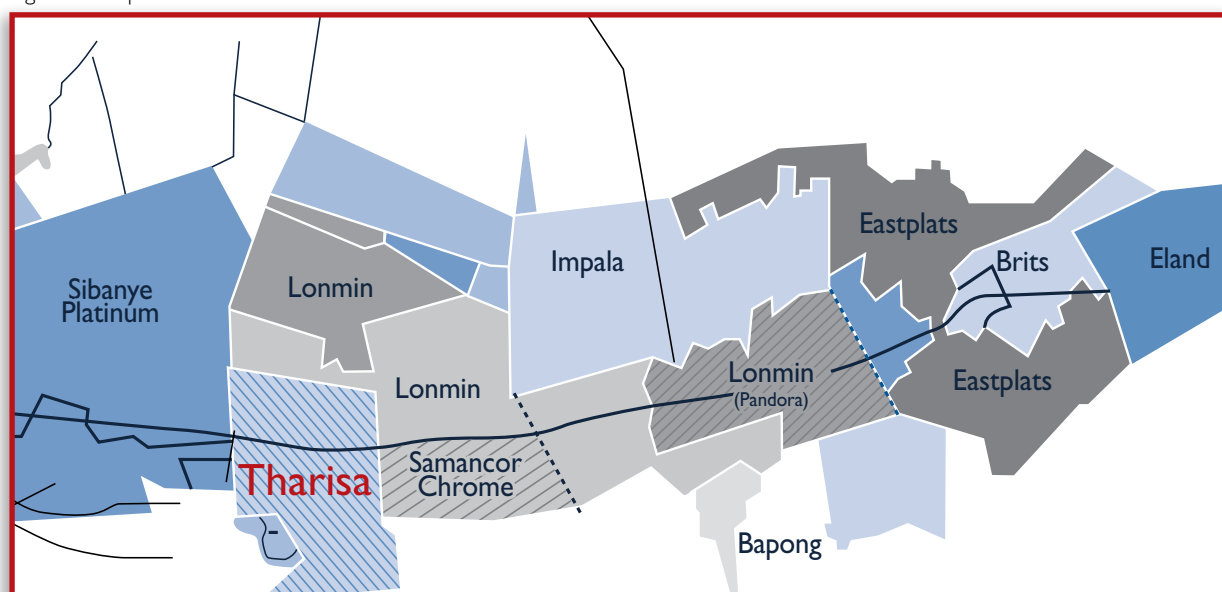 Sibanye
Platinum
Lonmin
Impala
Eastplats
Brits
Eland
Lonmin
Lonmin
(Pandora)
Eastplats
Tharisa
Samancor
Chrome
Bapong